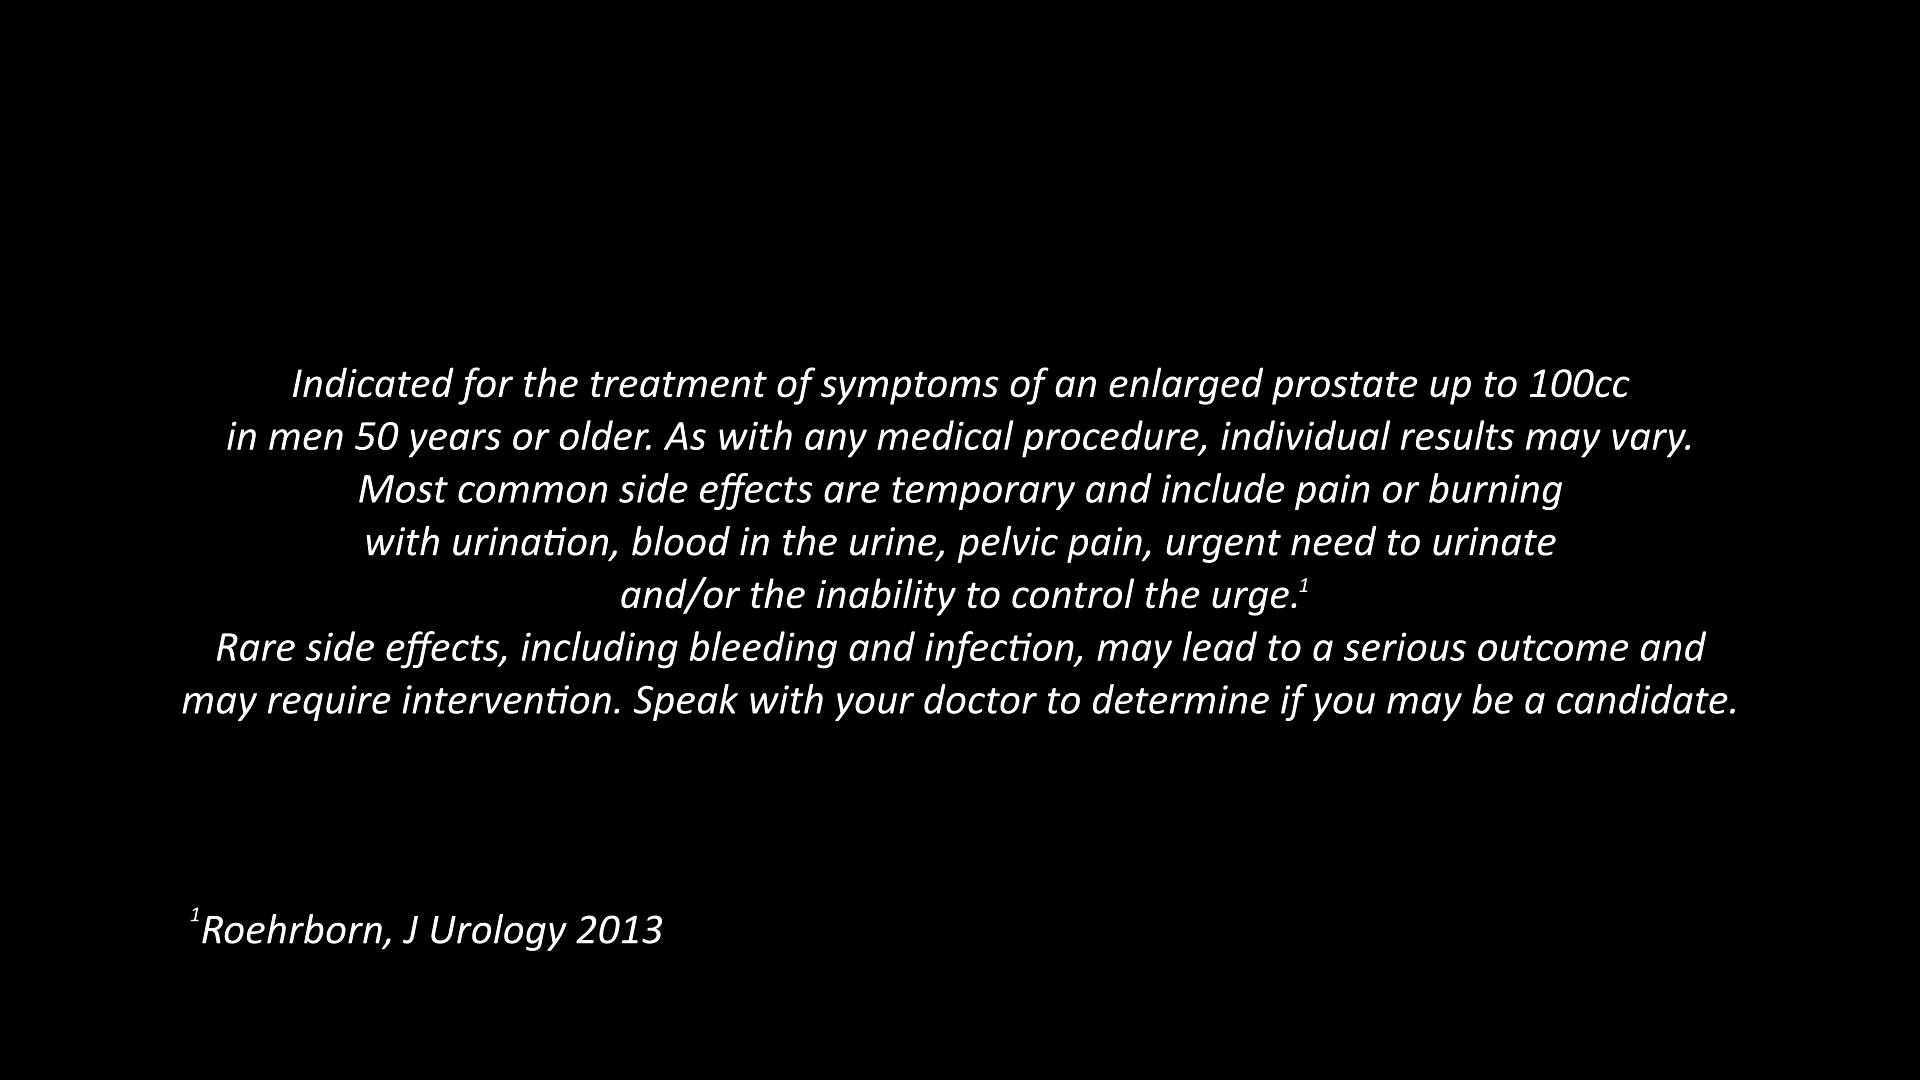 Indicated for the treatment of symptoms of an enlarged prostate up to 100cc
in men 50 years or older. As with any medical procedure, individual results may vary.
Most common side effects are temporary and include pain or burning
with urination, blood in the urine, pelvic pain, urgent need to urinate
and/or the inability to control the urge.¹
Rare side effects, including bleeding and infection, may lead to a serious outcome and
may require intervention. Speak with your doctor to determine if you may be a candidate.
¹Roehrborn, J Urology 2013